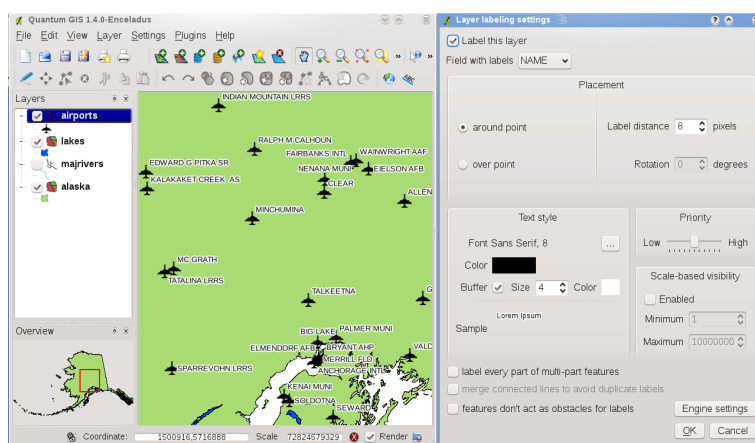 Quantum GIS 1.4.0-Enceladus
File Edit View Layer Settings Plugins Help
Layers
airports
lakes
majrivers
alaska
Overview
INDIAN MOUNTAIN LRRS
RALPH M CALHOUN
FAIRBANKS INTL
WAINWRIGHT AAF
EDWARD G PITKA SR
NENANA MUNI
EIELSON AFB
KALAKAKET CREEK AS
CLEAR
ALLEN
MINCHUMINA
MC GRATH
TATALINA LRRS
TALKEETNA
G
BIG LAKE
PALMER MUNI
ELMENDORF AFB
BRYANT AHP
VALD
MERRILL FLD
SPARREVOHN LRRS
ANCHORAGE INTL
KENAI MUNI
SOLDOTNA
SEWARD
Coordinate: 1500916,5716888 Scale 72824579329 Render
Layer labeling settings
Label this layer
Field with labels NAME
Placement
around point
Label distance 8 pixels
over point
Rotation 0 degrees
Text style
Font Sans Serif, 8 ...
Color
Buffer Size 4 Color
Lorem Ipsum
Sample
Priority
Low High
Scale-based visibility
Enabled
Minimum 1
Maximum 10000000
label every part of multi-part features
merge connected lines to avoid duplicate labels
features don't act as obstacles for labels
Engine settings
OK Cancel